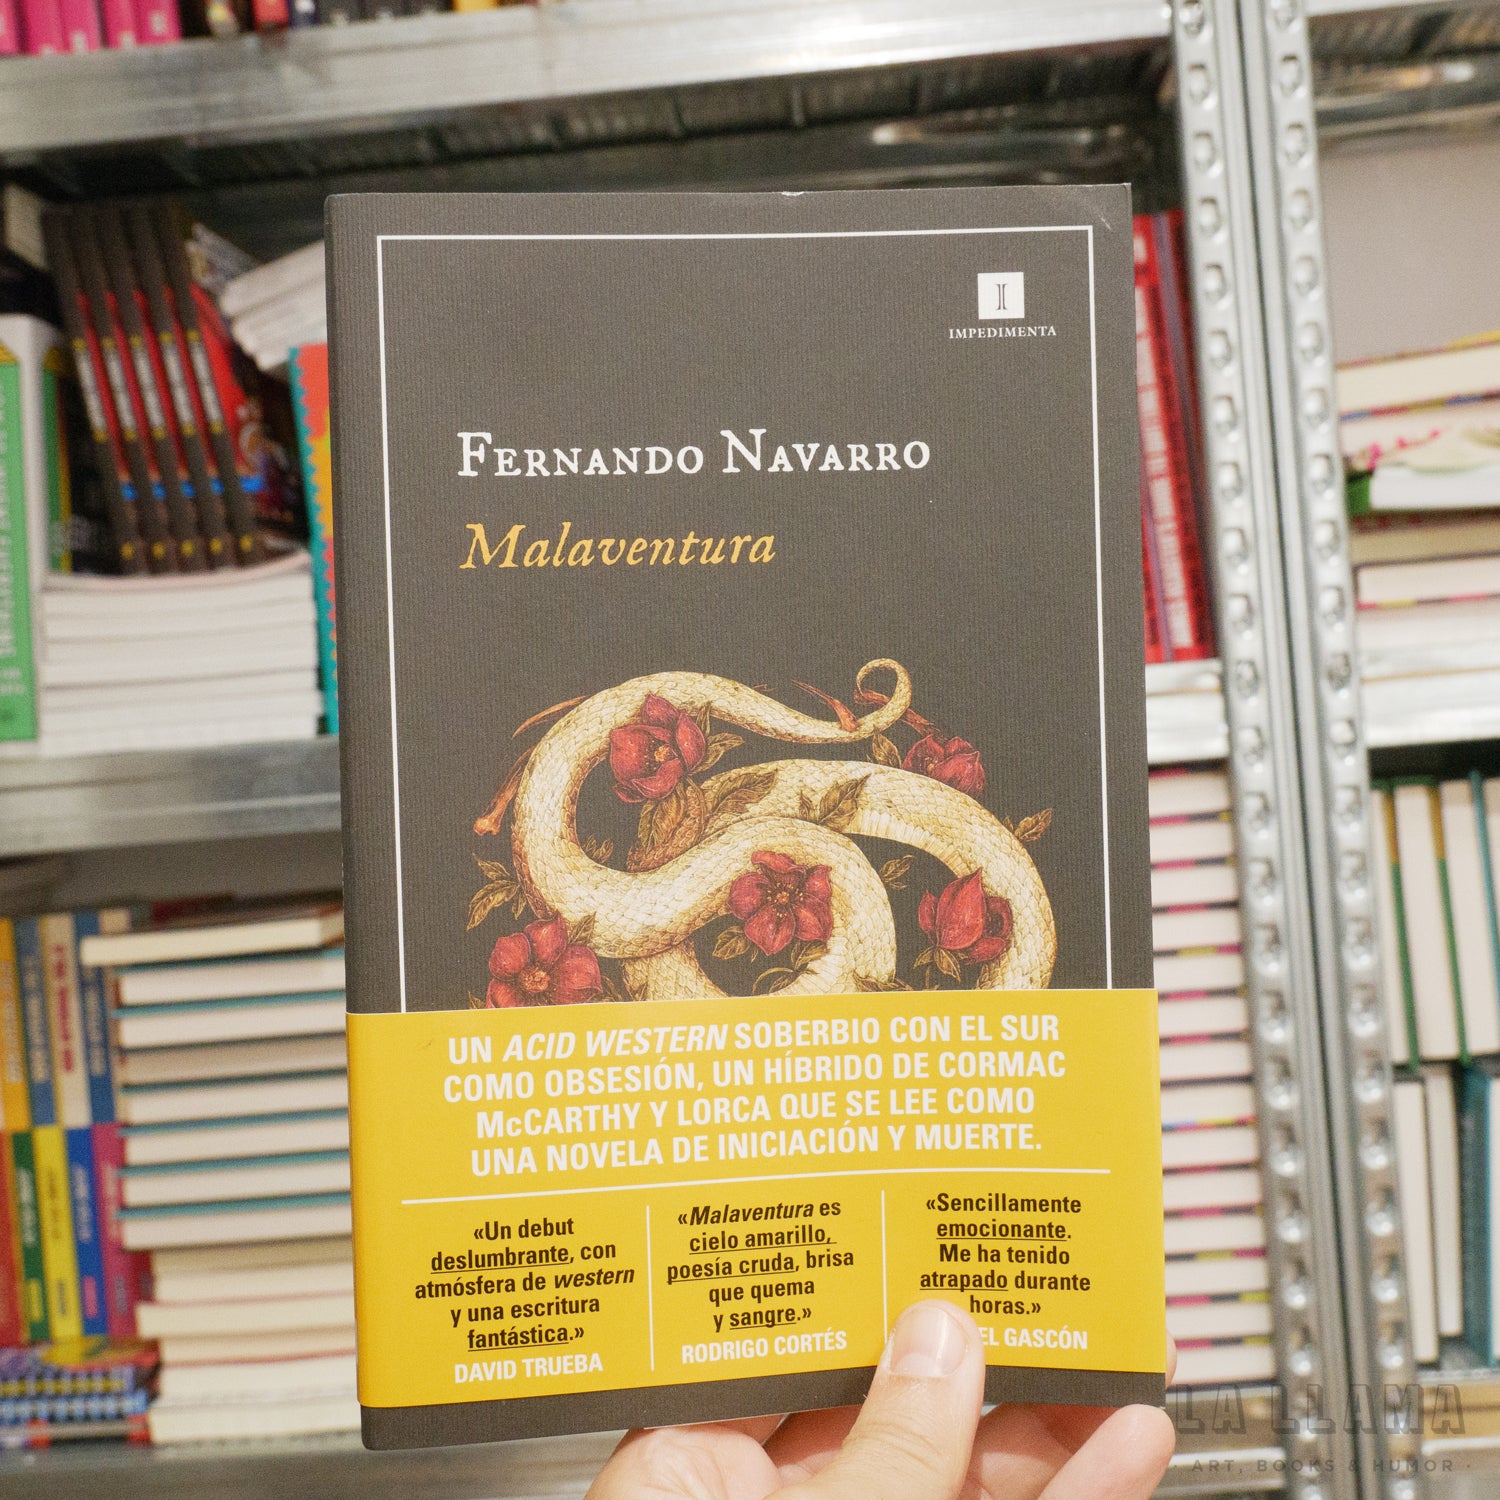 IMPEDIMENTA
Fernando Navarro
Malaventura
UN ACID WESTERN SOBERBIO CON EL SUR
COMO OBSESIÓN, UN HÍBRIDO DE CORMAC
McCARTHY Y LORCA QUE SE LEE COMO
UNA NOVELA DE INICIACIÓN Y MUERTE.
«Un debut
deslumbrante, con
atmósfera de western
y una escritura
fantástica.»
DAVID TRUEBA
«Malaventura es
cielo amarillo,
poesía cruda, brisa
que quema
y sangre.»
RODRIGO CORTÉS
«Sencillamente
emocionante.
Me ha tenido
atrapado durante
horas.»
EL GASCÓN
LA LLAMA
· ART, BOOKS & HUMOR ·